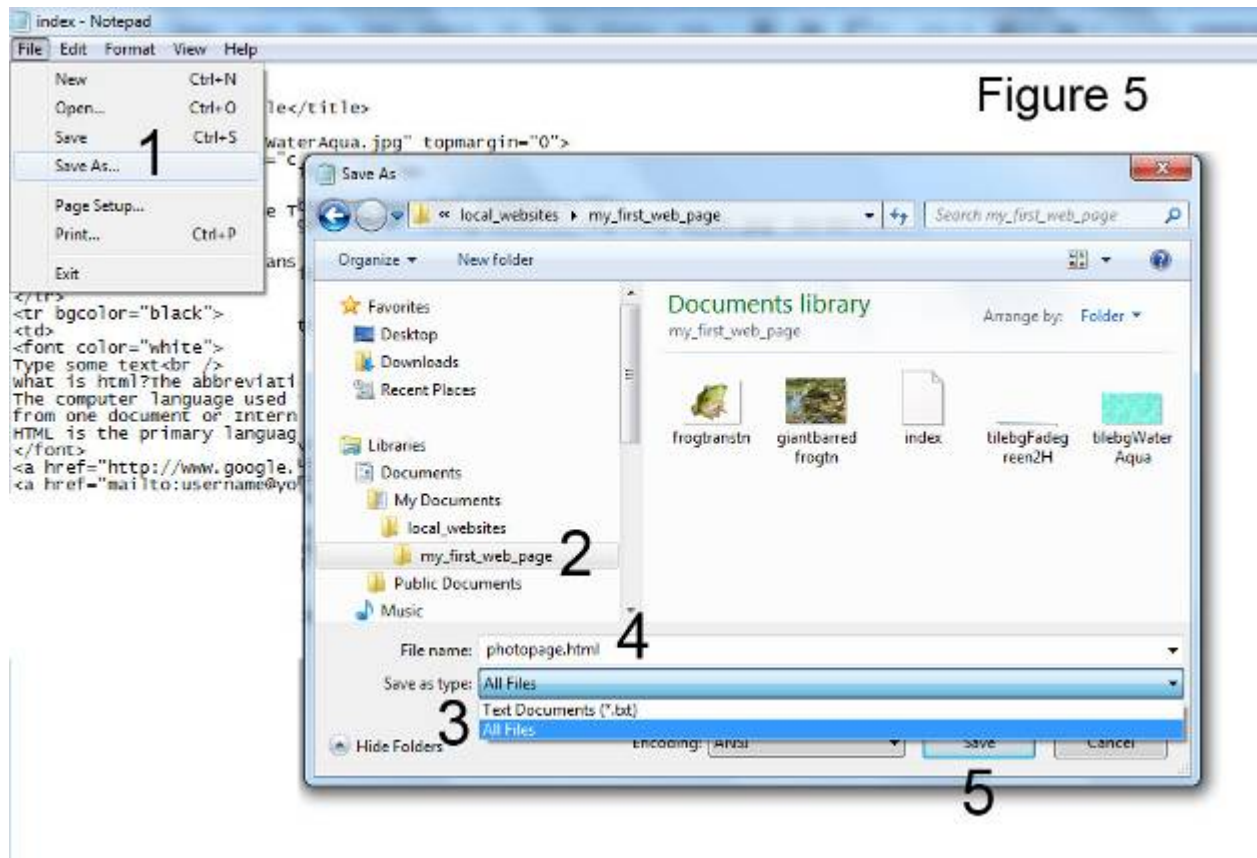 index - Notepad
File Edit Format View Help
Figure 5
New Ctrl+N
Open... Ctrl+O
Save Ctrl+S
Save As...
Page Setup...
Print... Ctrl+P
Exit
1
le</title>
waterAqua.jpg" topmargin="0">
="c
e T
ans
</tr>
<tr bgcolor="black">
<td>
<font color="white">
Type some text<br />
what is html?The abbreviati
The computer language used
from one document or Intern
HTML is the primary languag
</font>
<a href="http://www.google.
<a href="mailto:username@yo
Save As
« local_websites my_first_web_page
Search my_first_web_page
Organize New folder
Favorites
Desktop
Downloads
Recent Places
Libraries
Documents
My Documents
local_websites
my_first_web_page
2
Public Documents
Music
Documents library
my_first_web_page
Arrange by: Folder
frogtranstn
giantbarred
frogtn
index
tilebgFadeg
reen2H
tilebgWater
Aqua
4
File name: photopage.html
Save as type: All Files
3
Text Documents (*.txt)
All Files
Hide Folders
Encoding: ANSI
Save Cancel
5